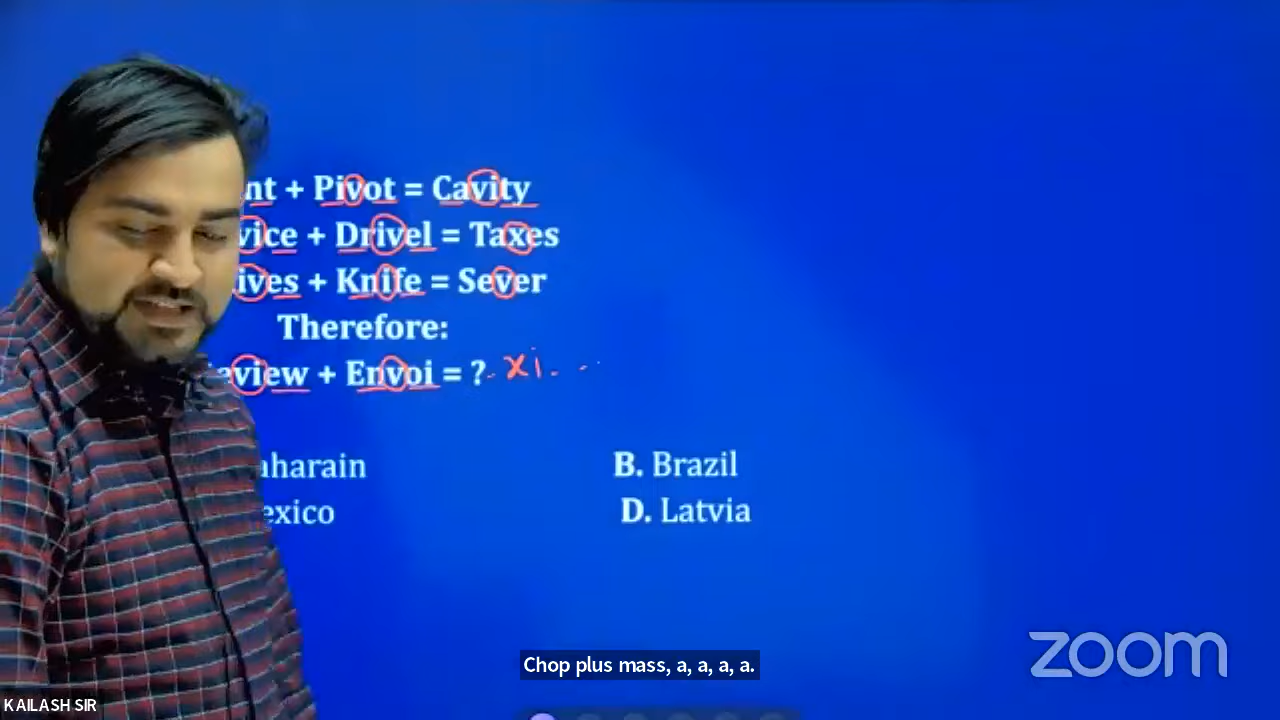 nt + Pivot = Cavity
vice + Drivel = Taxes
ives + Knife = Sever
Therefore:
eview + Envoi = ? xi
aharain
B. Brazil
exico
D. Latvia
zoom
Chop plus mass, a, a, a, a.
KAILASH SIR